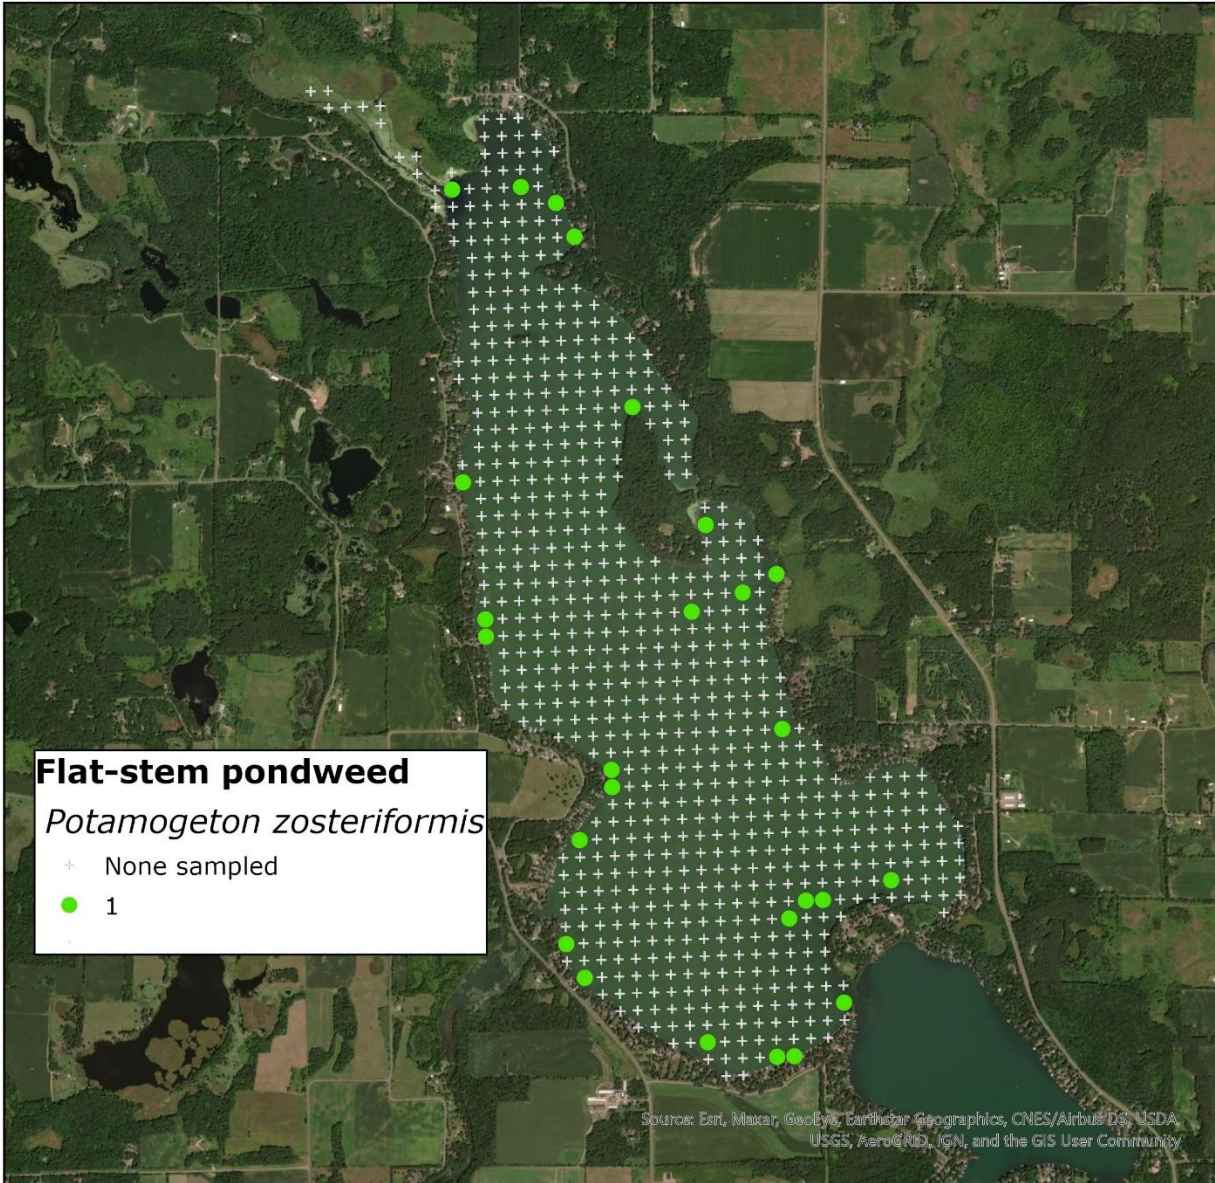 Flat-stem pondweed
Potamogeton zosteriformis
None sampled
1
Source: Esri, Maxar, GeoEye, Earthstar Geographics, CNES/Airbus DS, USDA,
USGS, AeroGRID, IGN, and the GIS User Community